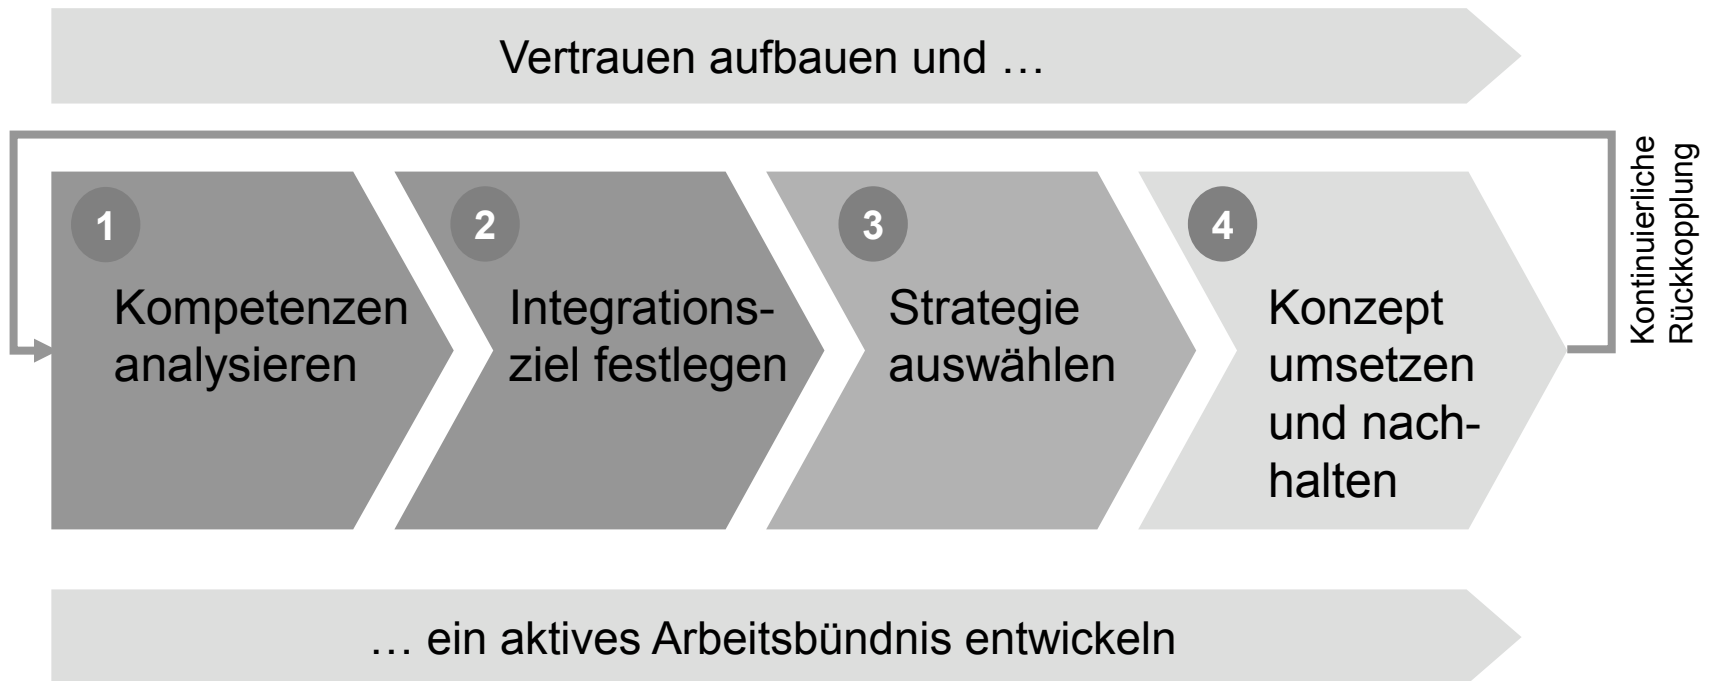 Vertrauen aufbauen und …
Kontinuierliche
Rückkopplung
1
Kompetenzen
analysieren
2
Integrations-
ziel festlegen
3
Strategie
auswählen
4
Konzept
umsetzen
und nach-
halten
… ein aktives Arbeitsbündnis entwickeln